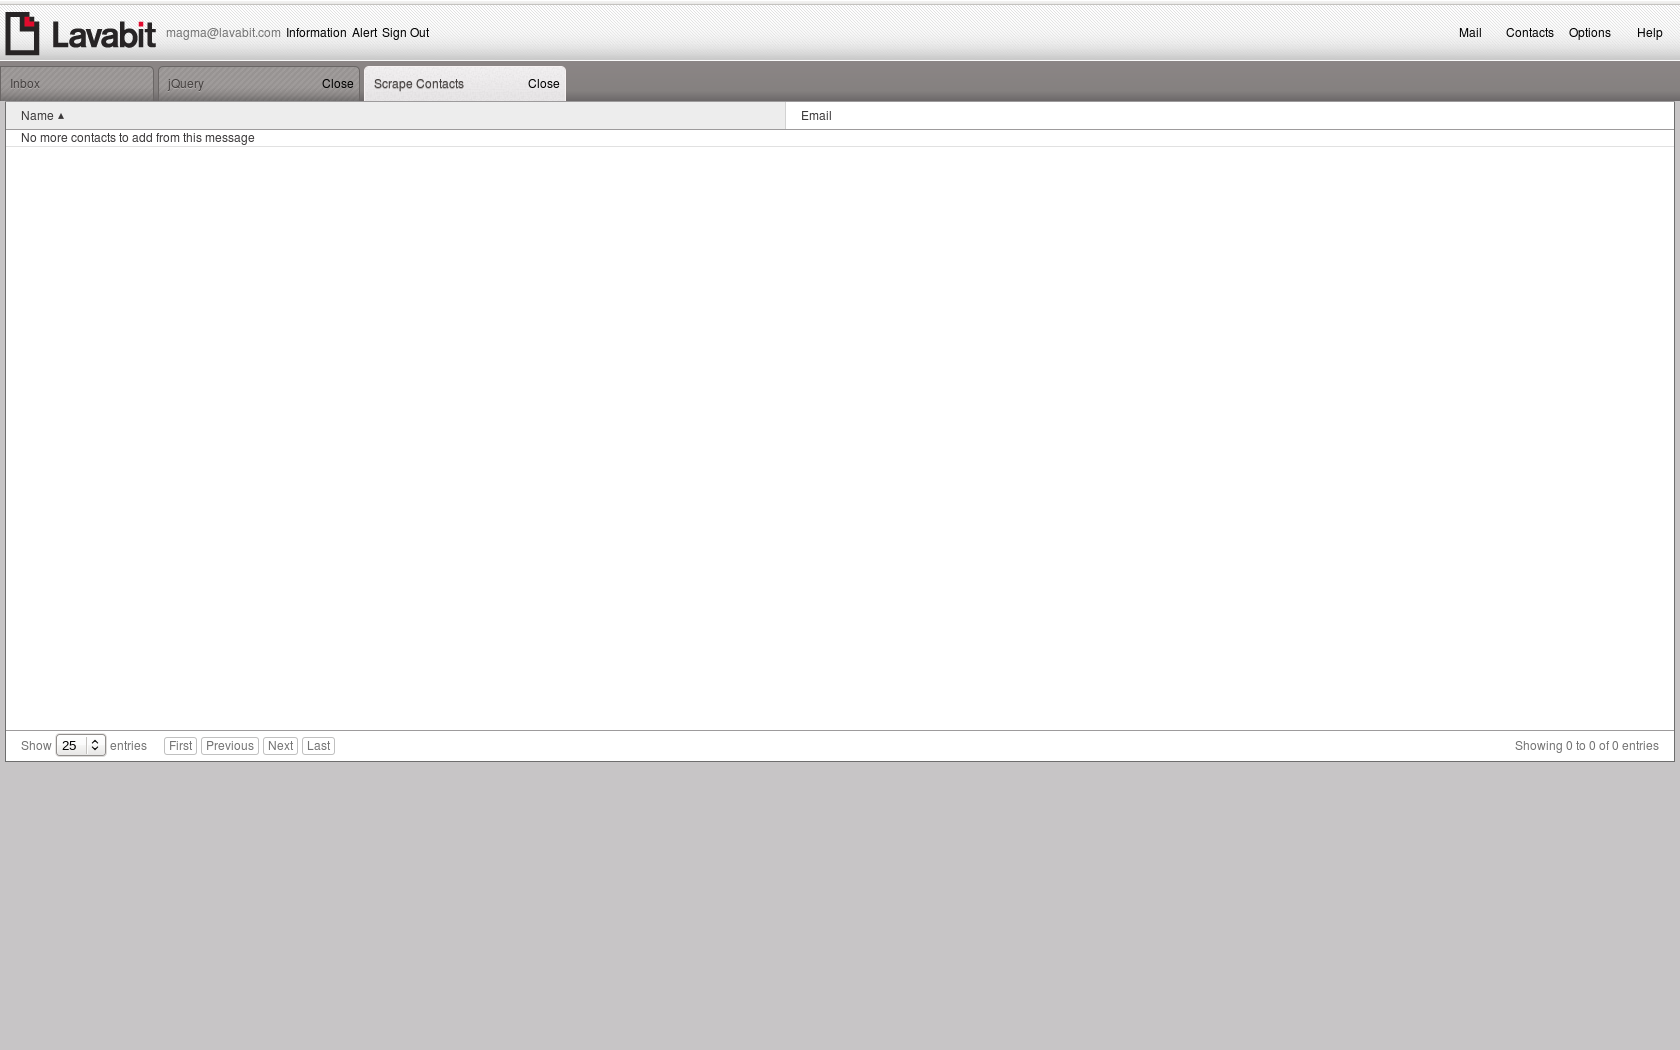 Lavabit magma@lavabit.com Information Alert Sign Out Mail Contacts Options Help
Inbox jQuery Close Scrape Contacts Close
Name ▲ Email
No more contacts to add from this message
Show 25 entries First Previous Next Last Showing 0 to 0 of 0 entries